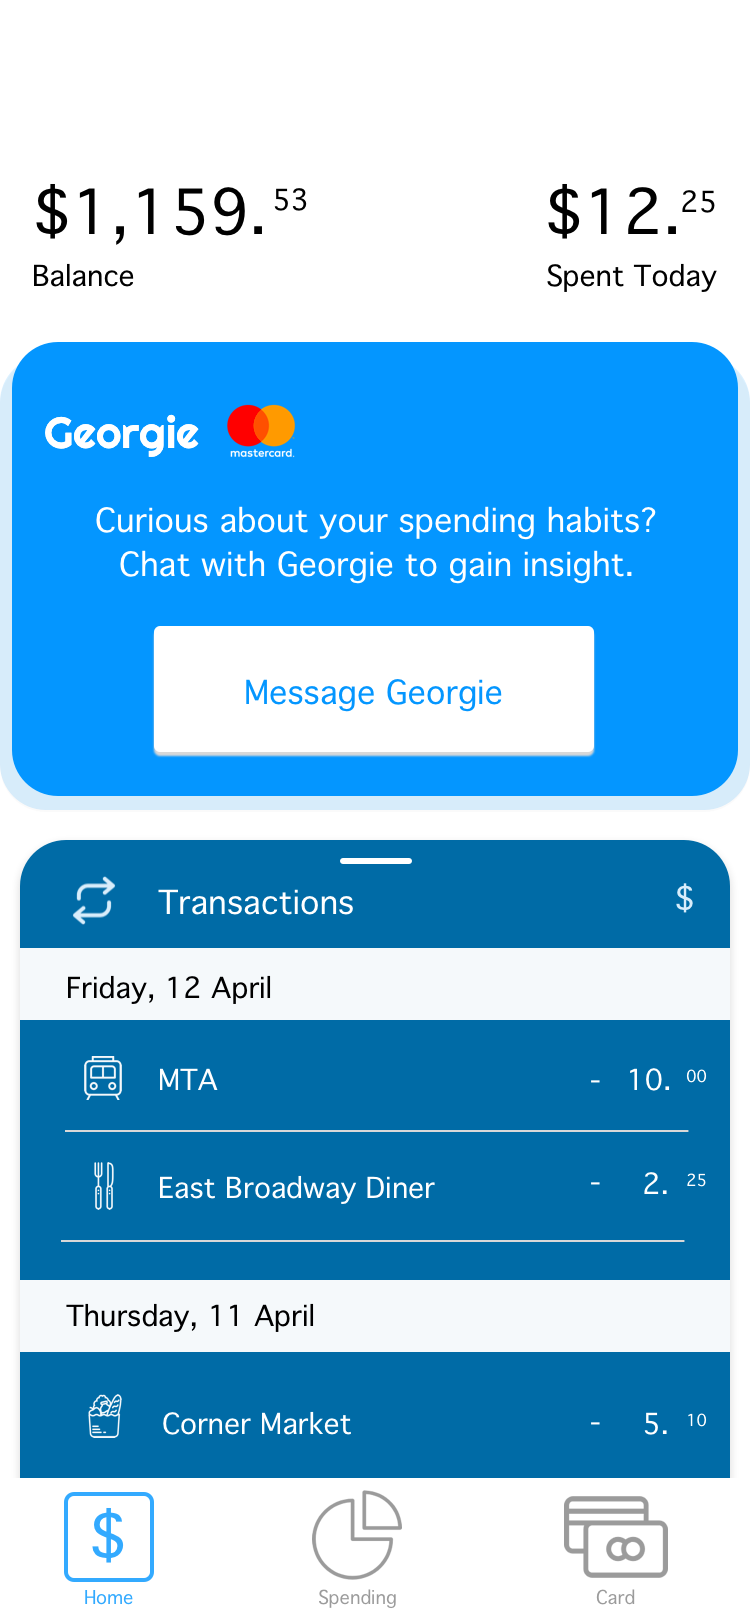 $1,159.53
Balance
$12.25
Spent Today
Georgie
mastercard.
Curious about your spending habits?
Chat with Georgie to gain insight.
Message Georgie
Transactions
$
Friday, 12 April
MTA - 10. 00
East Broadway Diner - 2. 25
Thursday, 11 April
Corner Market - 5. 10
$
Home
Spending
Card